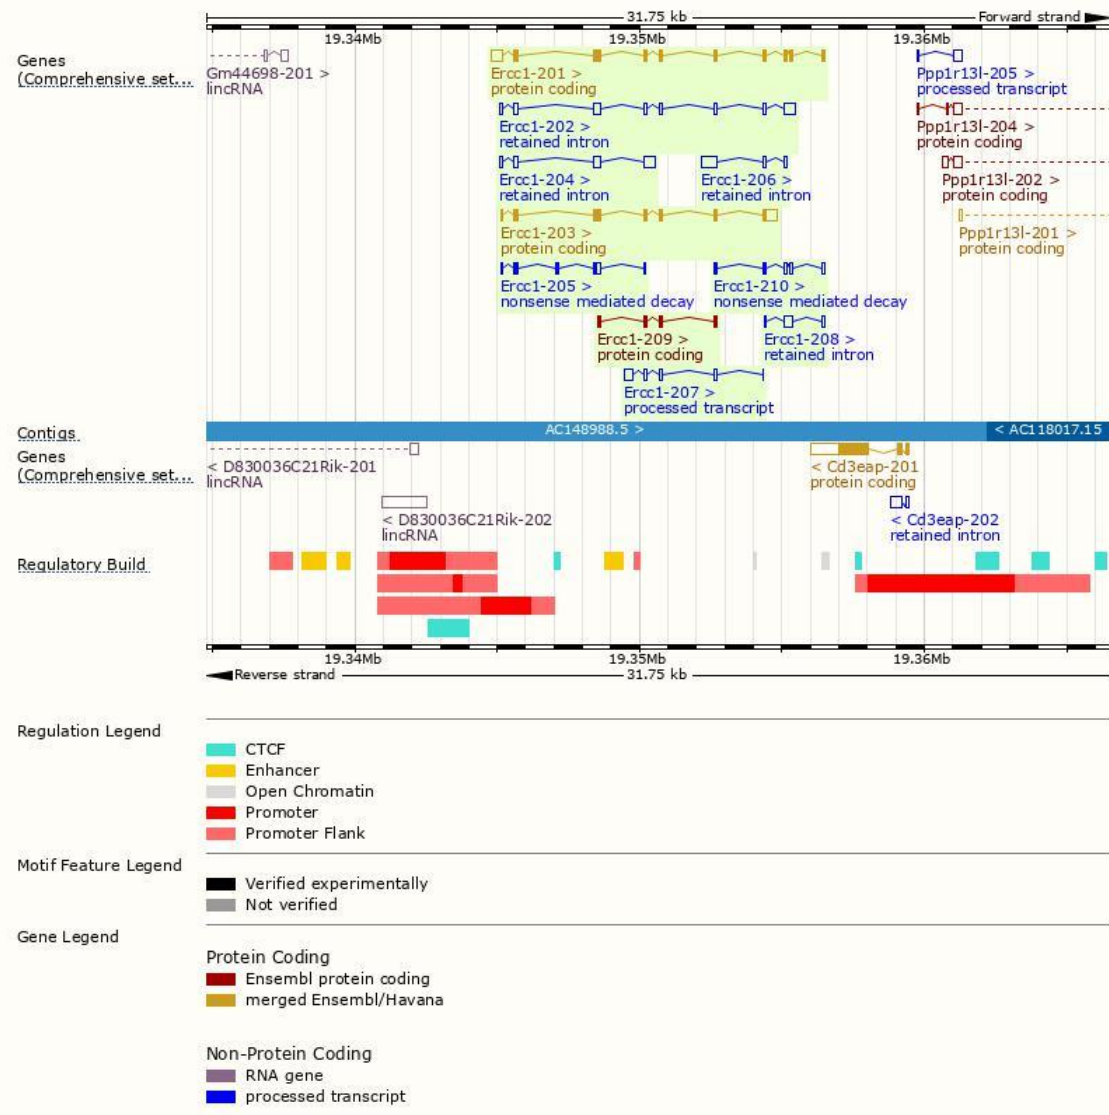 31.75 kb Forward strand
19.34Mb 19.35Mb 19.36Mb
Genes
(Comprehensive set...
Gm44698-201 >
lincRNA
Ercc1-201 >
protein coding
Ppp1r13l-205 >
processed transcript
Ercc1-202 >
retained intron
Ppp1r13l-204 >
protein coding
Ercc1-204 >
retained intron
Ercc1-206 >
retained intron
Ppp1r13l-202 >
protein coding
Ercc1-203 >
protein coding
Ppp1r13l-201 >
protein coding
Ercc1-205 >
nonsense mediated decay
Ercc1-210 >
nonsense mediated decay
Ercc1-209 >
protein coding
Ercc1-208 >
retained intron
Ercc1-207 >
processed transcript
Contigs
AC148988.5 >
< AC118017.15
Genes
(Comprehensive set...
< D830036C21Rik-201
lincRNA
< Cd3eap-201
protein coding
< D830036C21Rik-202
lincRNA
< Cd3eap-202
retained intron
Regulatory Build
19.34Mb 19.35Mb 19.36Mb
Reverse strand 31.75 kb
Regulation Legend
CTCF
Enhancer
Open Chromatin
Promoter
Promoter Flank
Motif Feature Legend
Verified experimentally
Not verified
Gene Legend
Protein Coding
Ensembl protein coding
merged Ensembl/Havana
Non-Protein Coding
RNA gene
processed transcript